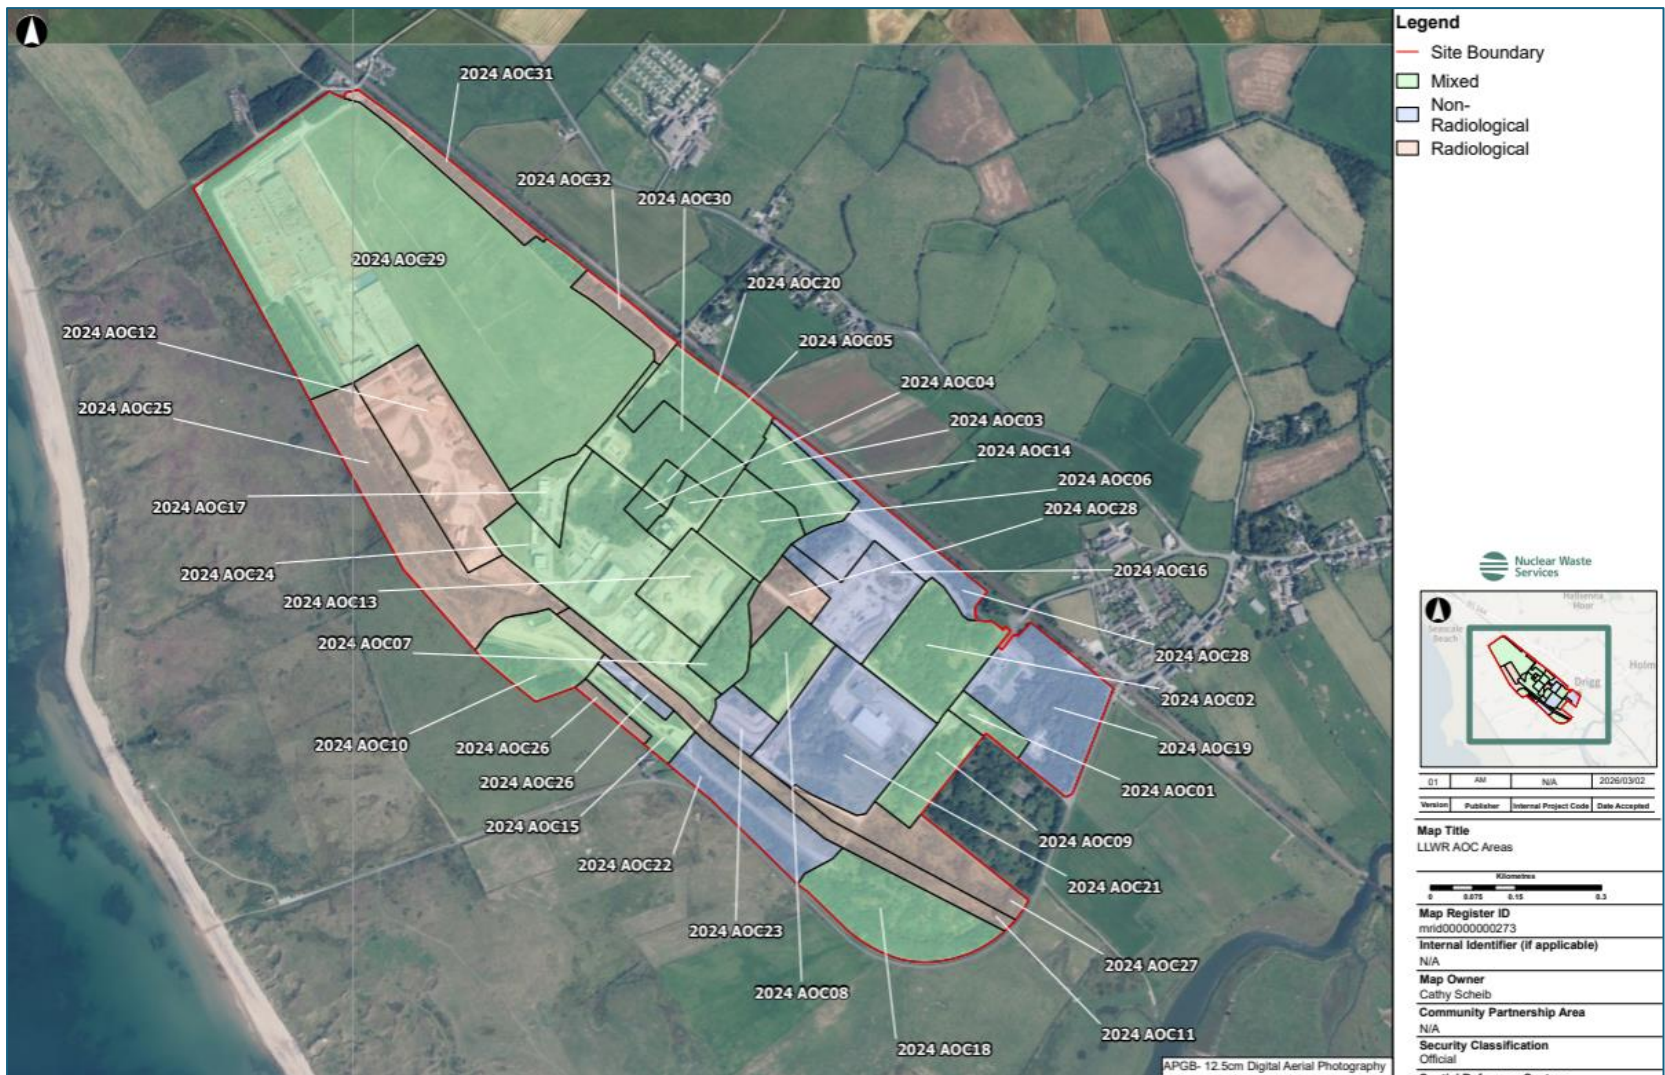 Legend
Site Boundary
Mixed
Non-
Radiological
Radiological
2024 AOC31
2024 AOC32
2024 AOC30
2024 AOC29
2024 AOC20
2024 AOC12
2024 AOC05
2024 AOC04
2024 AOC25
2024 AOC03
2024 AOC14
2024 AOC06
2024 AOC17
2024 AOC28
2024 AOC24
2024 AOC16
2024 AOC13
2024 AOC07
2024 AOC28
2024 AOC02
2024 AOC10
2024 AOC26
2024 AOC19
2024 AOC26
2024 AOC01
2024 AOC15
2024 AOC09
2024 AOC22
2024 AOC21
2024 AOC23
2024 AOC27
2024 AOC08
2024 AOC11
2024 AOC18
APGB- 12.5cm Digital Aerial Photography
Nuclear Waste
Services
Hallsenna
Moor
Seascale
Beach
Holm
Drigg
01 AM N/A 2026/03/02
Version Publisher Internal Project Code Date Accepted
Map Title
LLWR AOC Areas
Kilometres
0 0.075 0.15 0.3
Map Register ID
mrid00000000273
Internal Identifier (if applicable)
N/A
Map Owner
Cathy Scheib
Community Partnership Area
N/A
Security Classification
Official